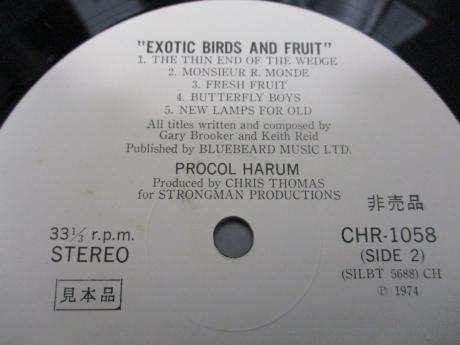 "EXOTIC BIRDS AND FRUIT"
1. THE THIN END OF THE WEDGE
2. MONSIEUR R. MONDE
3. FRESH FRUIT
4. BUTTERFLY BOYS
5. NEW LAMPS FOR OLD
All titles written and composed by
Gary Brooker and Keith Reid
Published by BLUEBEARD MUSIC LTD.
PROCOL HARUM
Produced by CHRIS THOMAS
for STRONGMAN PRODUCTIONS
33⅓ r.p.m.
STEREO
見本品
非売品
CHR-1058
(SIDE 2)
(SILBT 5688) CH
Ⓟ 1974